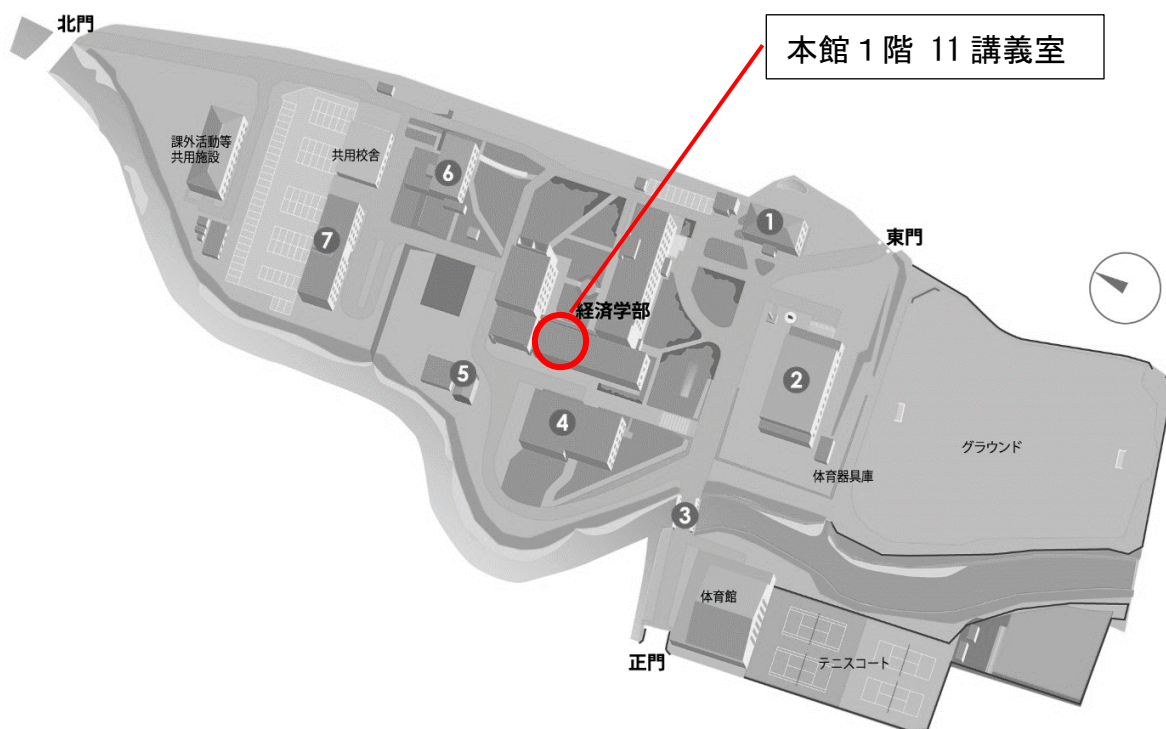 北門
本館１階 11 講義室
課外活動等
共用施設
共用校舎
6
1
7
東門
経済学部
5
2
4
グラウンド
体育器具庫
3
体育館
正門
テニスコート